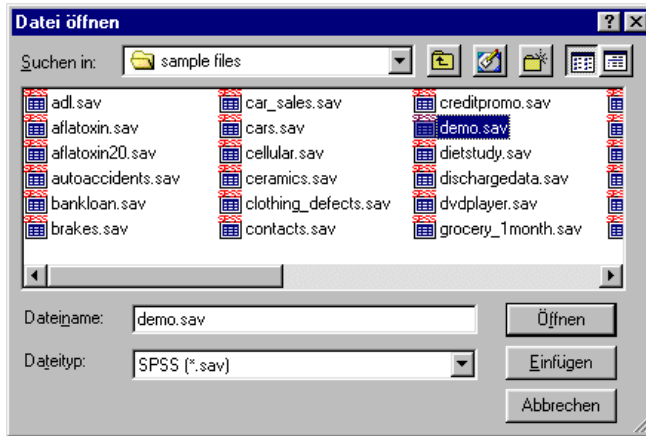 Datei öffnen
Suchen in: sample files
adl.sav car_sales.sav creditpromo.sav
aflatoxin.sav cars.sav demo.sav
aflatoxin20.sav cellular.sav dietstudy.sav
autoaccidents.sav ceramics.sav dischargedata.sav
bankloan.sav clothing_defects.sav dvdplayer.sav
brakes.sav contacts.sav grocery_1month.sav
Dateiname: demo.sav Öffnen
Dateityp: SPSS (*.sav) Einfügen
Abbrechen